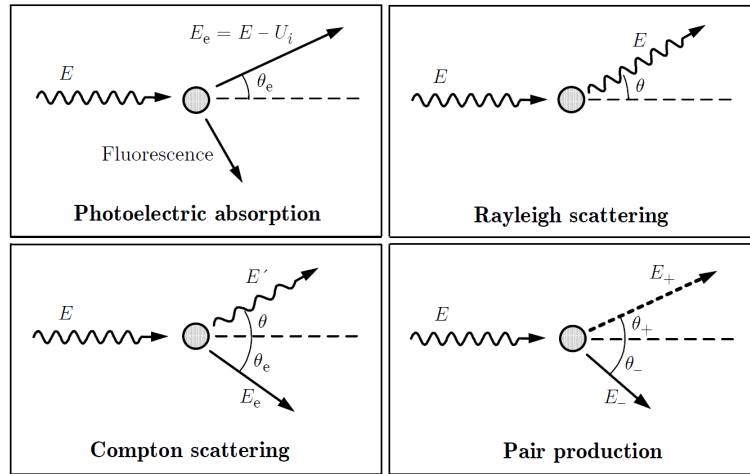 E
E_e = E − U_i
θ_e
Fluorescence
Photoelectric absorption
E
E
θ
Rayleigh scattering
E
E´
θ
θ_e
E_e
Compton scattering
E
E_+
θ_+
θ_−
E_−
Pair production